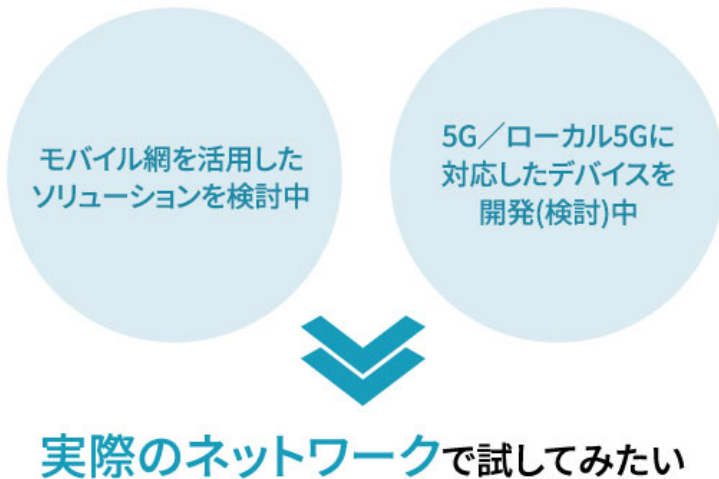 モバイル網を活用した
ソリューションを検討中
5G／ローカル5Gに
対応したデバイスを
開発(検討)中
実際のネットワークで試してみたい